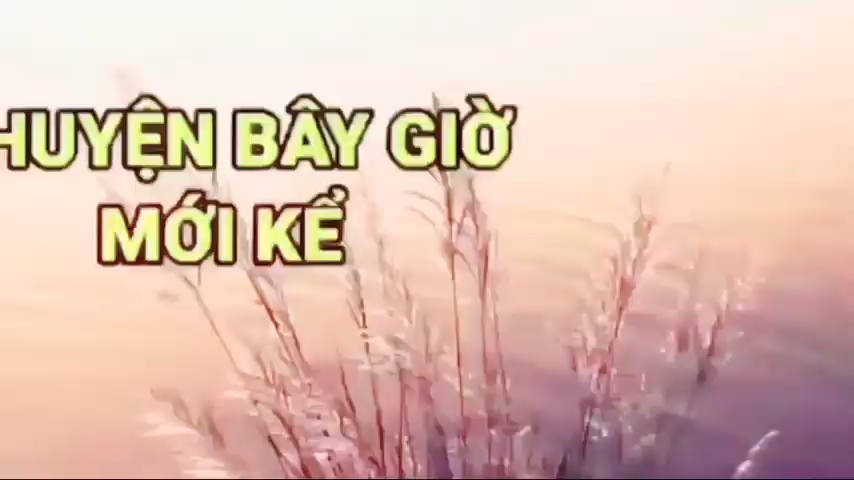 HUYỆN BÂY GIỜ
MỚI KỂ